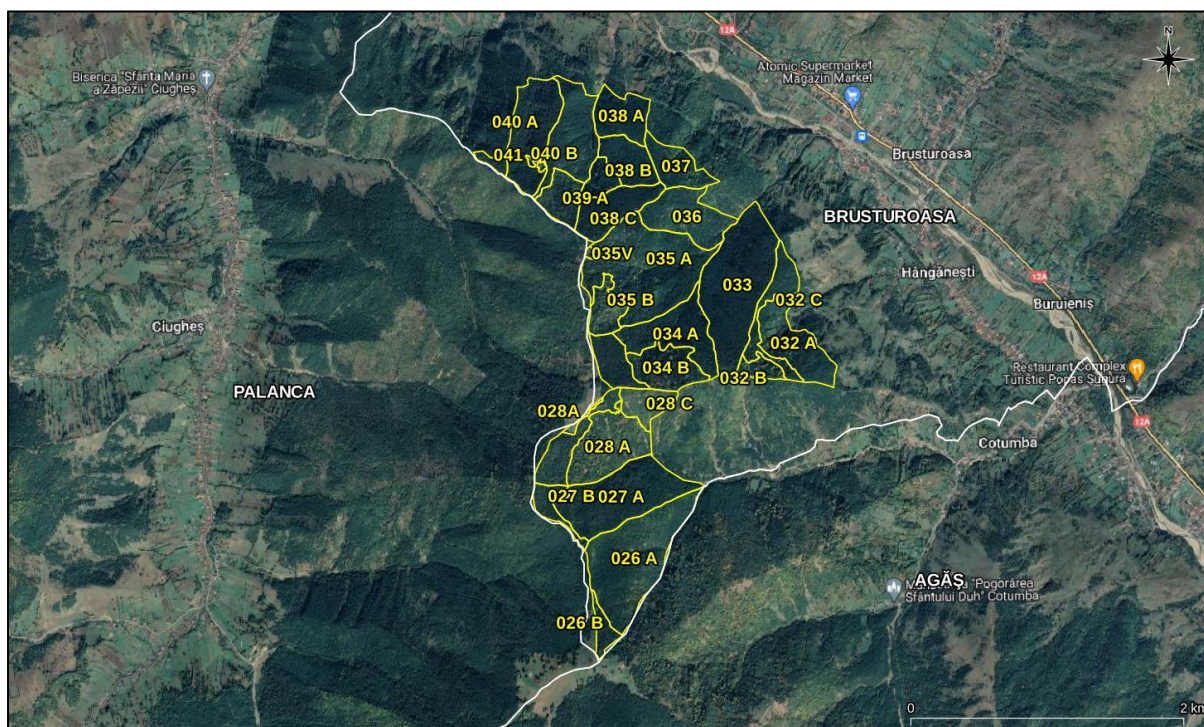 12A
N
Biserica "Sfânta Maria
a Zăpezii" Ciugheș
Atomic Supermarket
Magazin Market
040 A
038 A
041
040 B
Brusturoasa
038 B
037
039 A
038 C
036
BRUSTUROASA
035V
035 A
Hângănești
12A
033
035 B
032 C
Buruieniș
Ciugheș
034 A
032 A
034 B
032 B
Restaurant Complex
Turistic Popas Șugura
PALANCA
028A
028 C
12A
028 A
Cotumba
027 B
027 A
026 A
AGĂȘ
"Pogorârea
Sfântului Duh" Cotumba
026 B
0
2 km